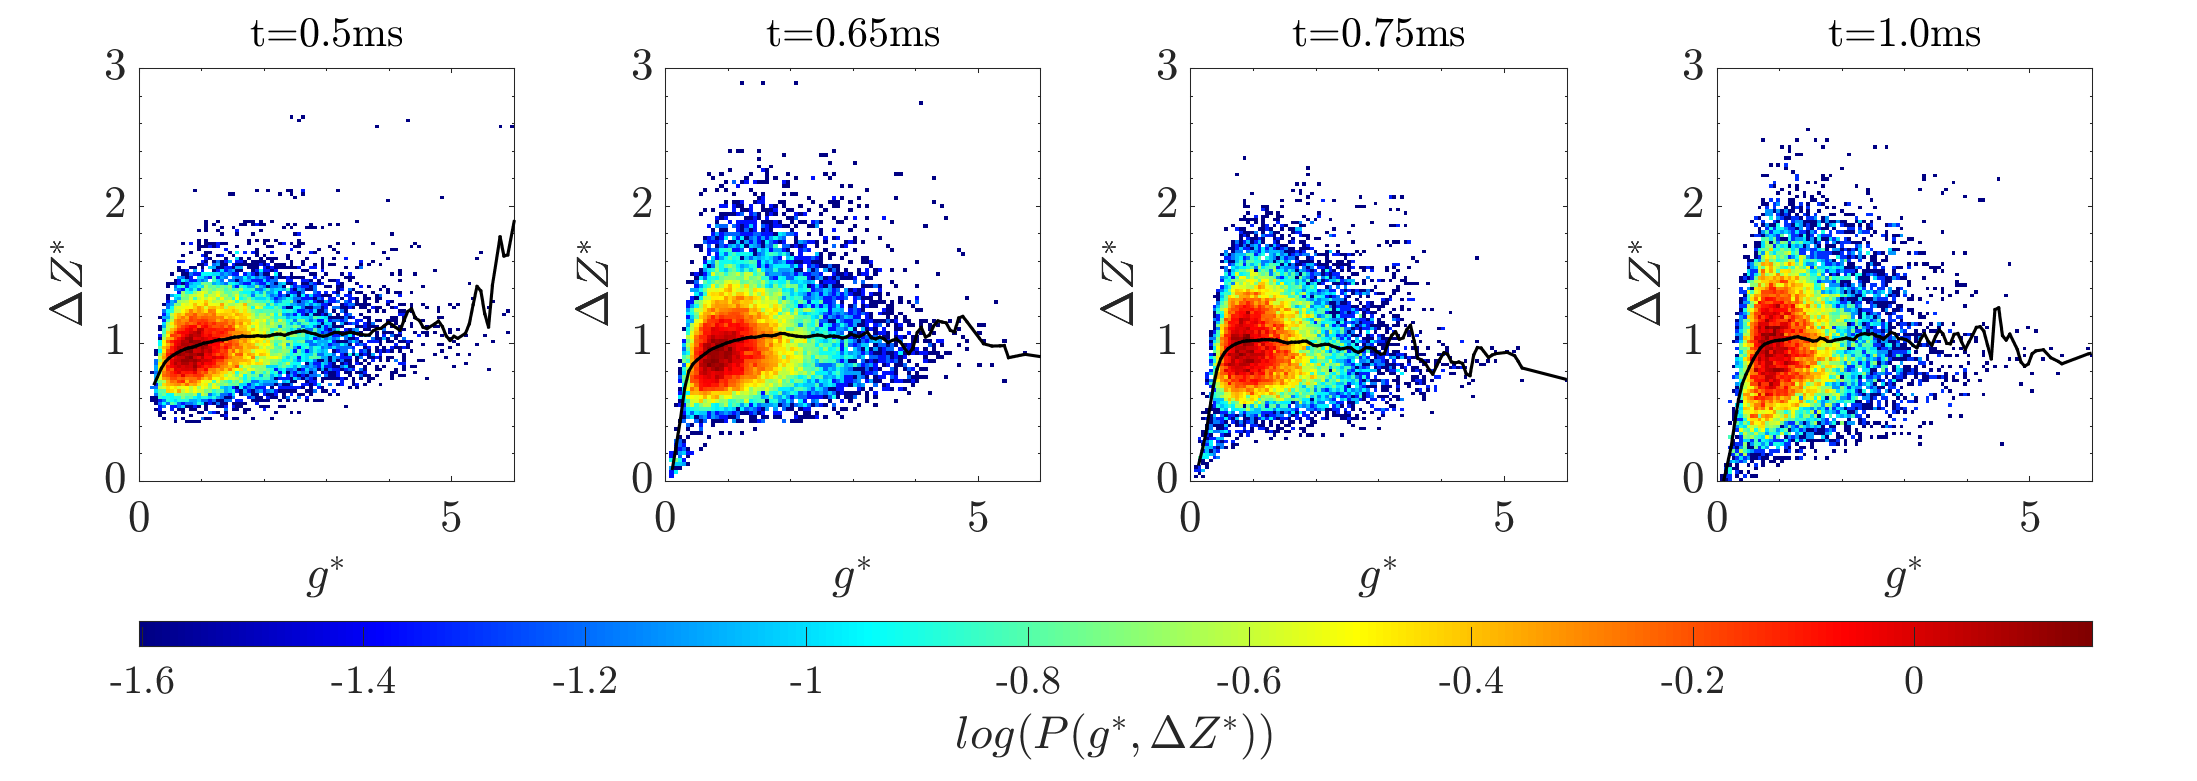 t=0.5ms t=0.65ms t=0.75ms t=1.0ms
3 3 3 3
2 2 2 2
ΔZ* ΔZ* ΔZ* ΔZ*
1 1 1 1
0 0 0 0
0 5 0 5 0 5 0 5
g* g* g* g*
-1.6 -1.4 -1.2 -1 -0.8 -0.6 -0.4 -0.2 0
log(P(g*, ΔZ*))